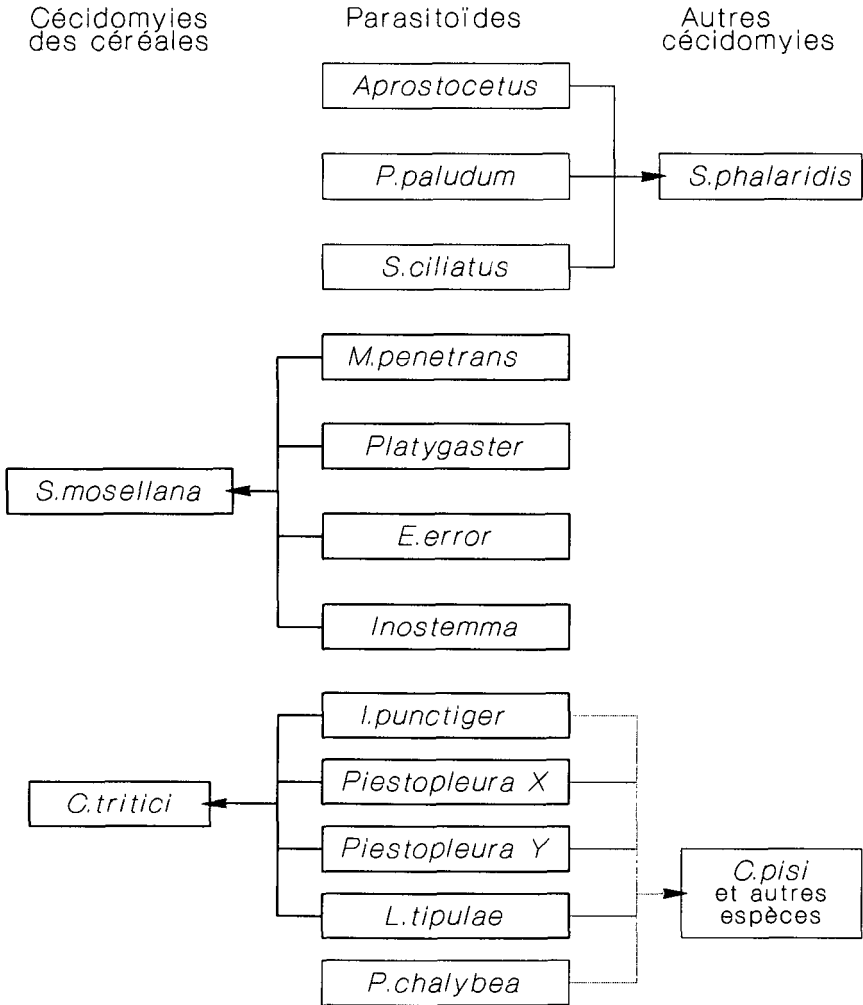 Cécidomyies
des céréales
Parasitoïdes
Autres
cécidomyies
Aprostocetus
P.paludum
S.phalaridis
S.ciliatus
M.penetrans
Platygaster
S.mosellana
E.error
Inostemma
I.punctiger
Piestopleura X
C.tritici
Piestopleura Y
C.pisi
et autres
espèces
L.tipulae
P.chalybea